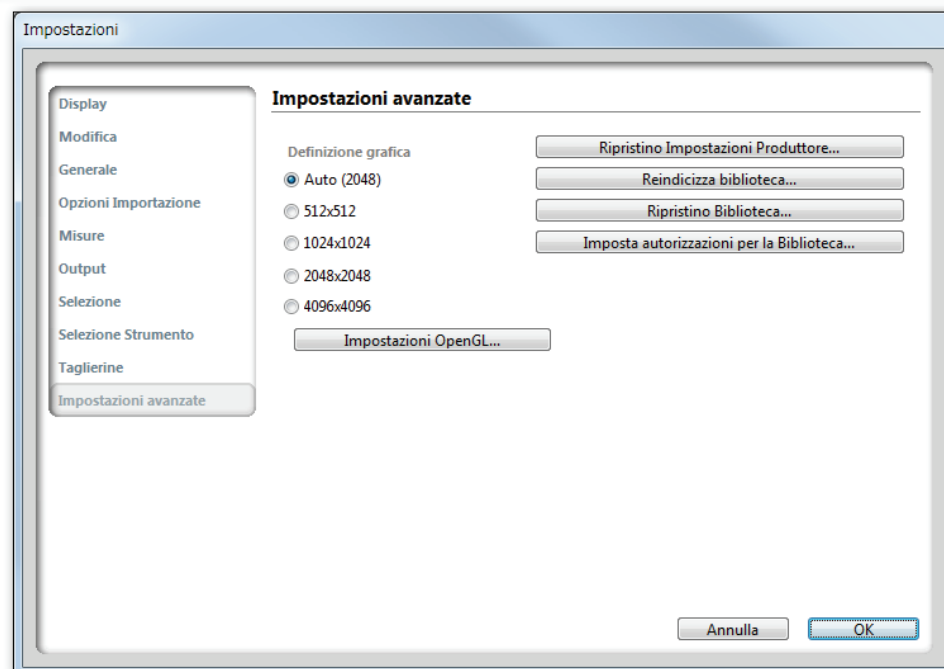 Impostazioni
Display
Modifica
Generale
Opzioni Importazione
Misure
Output
Selezione
Selezione Strumento
Taglierine
Impostazioni avanzate
Impostazioni avanzate
Definizione grafica
Auto (2048)
512x512
1024x1024
2048x2048
4096x4096
Impostazioni OpenGL...
Ripristino Impostazioni Produttore...
Reindicizza biblioteca...
Ripristino Biblioteca...
Imposta autorizzazioni per la Biblioteca...
Annulla
OK